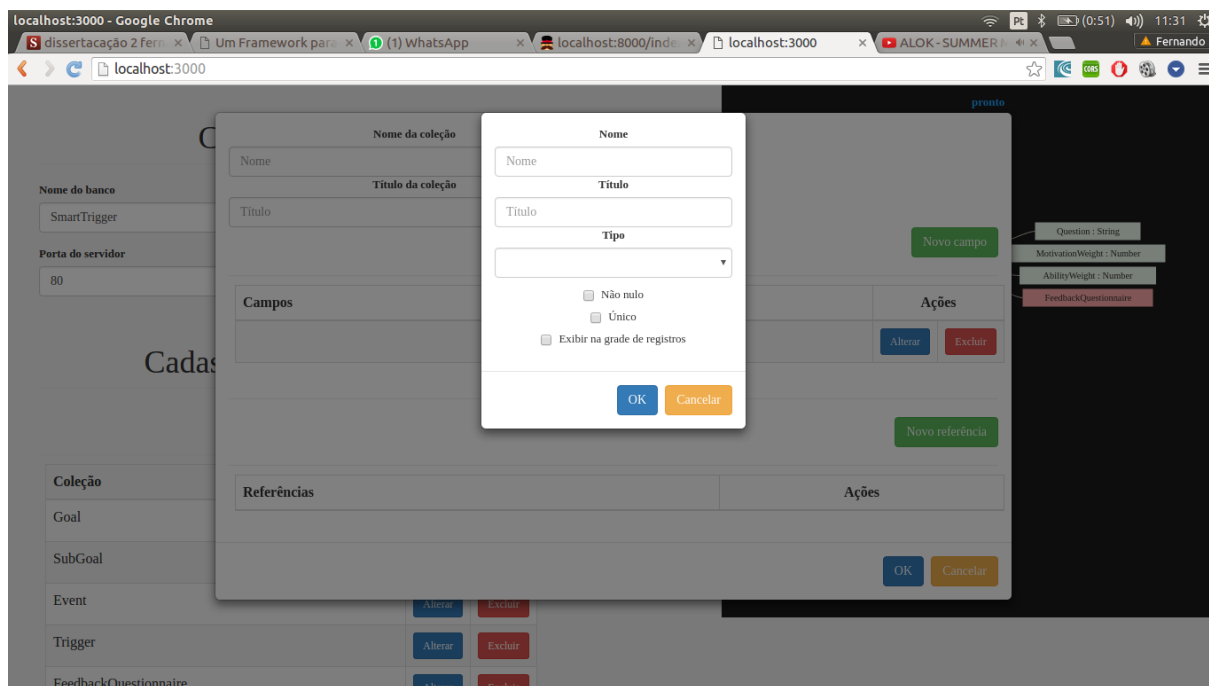 localhost:3000 - Google Chrome
Pt (0:51) 11:31
dissertacação 2 fern
Um Framework para
(1) WhatsApp
localhost:8000/inde
localhost:3000
ALOK - SUMMER
Fernando
localhost:3000
pronto
C
Nome da coleção
Nome
Nome
Nome
Nome do banco
Título da coleção
Título
SmartTrigger
Título
Título
Tipo
Novo campo
Question : String
Porta do servidor
MotivationWeight : Number
80
AbilityWeight : Number
Não nulo
FeedbackQuestionnaire
Campos
Ações
Único
Exibir na grade de registros
Alterar
Excluir
Cadas
OK
Cancelar
Novo referência
Coleção
Referências
Ações
Goal
SubGoal
OK
Cancelar
Event
Alterar
Excluir
Trigger
Alterar
Excluir
FeedbackQuestionnaire
Alterar
Excluir